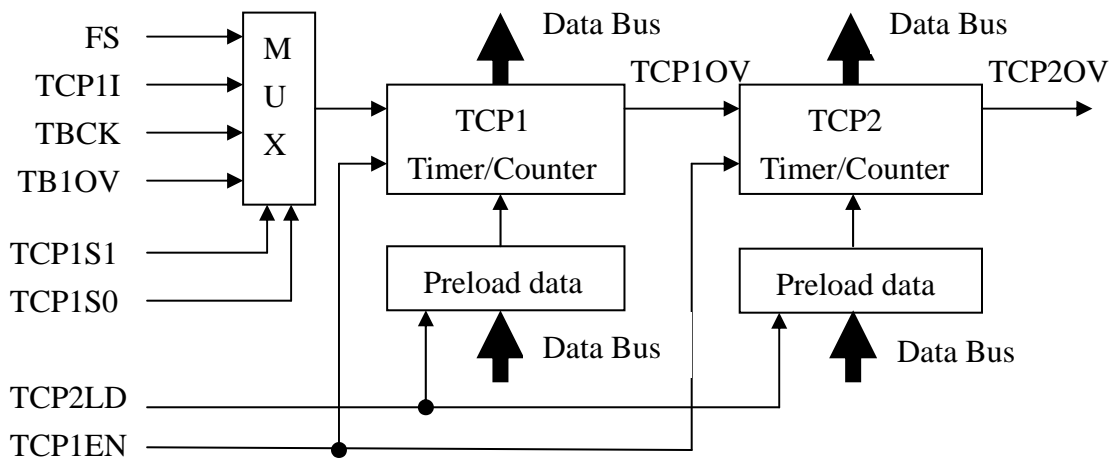 FS
TCP1I
TBCK
TB1OV
TCP1S1
TCP1S0
TCP2LD
TCP1EN
M
U
X
Data Bus
TCP1
Timer/Counter
TCP1OV
Preload data
Data Bus
Data Bus
TCP2
Timer/Counter
TCP2OV
Preload data
Data Bus